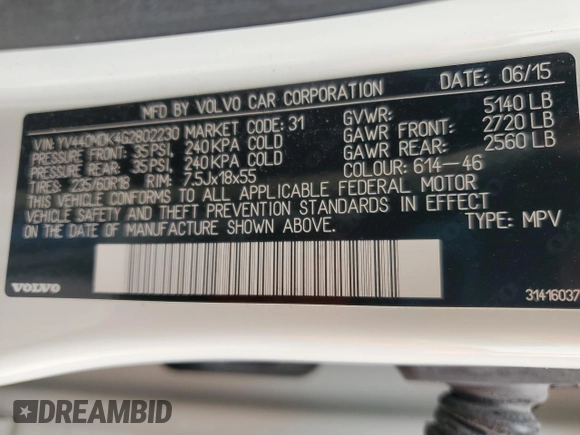 MFD BY VOLVO CAR CORPORATION DATE: 06/15
VIN: YV440MDK4G2802230 MARKET CODE: 31 GVWR: 5140 LB
PRESSURE FRONT: 35 PSI, 240 KPA COLD GAWR FRONT: 2720 LB
PRESSURE REAR: 35 PSI, 240 KPA COLD GAWR REAR: 2560 LB
TIRES: 235/60R18 RIM: 7.5Jx18x55 COLOUR: 614-46
THIS VEHICLE CONFORMS TO ALL APPLICABLE FEDERAL MOTOR
VEHICLE SAFETY AND THEFT PREVENTION STANDARDS IN EFFECT
ON THE DATE OF MANUFACTURE SHOWN ABOVE. TYPE: MPV
VOLVO 31416037
DREAMBID